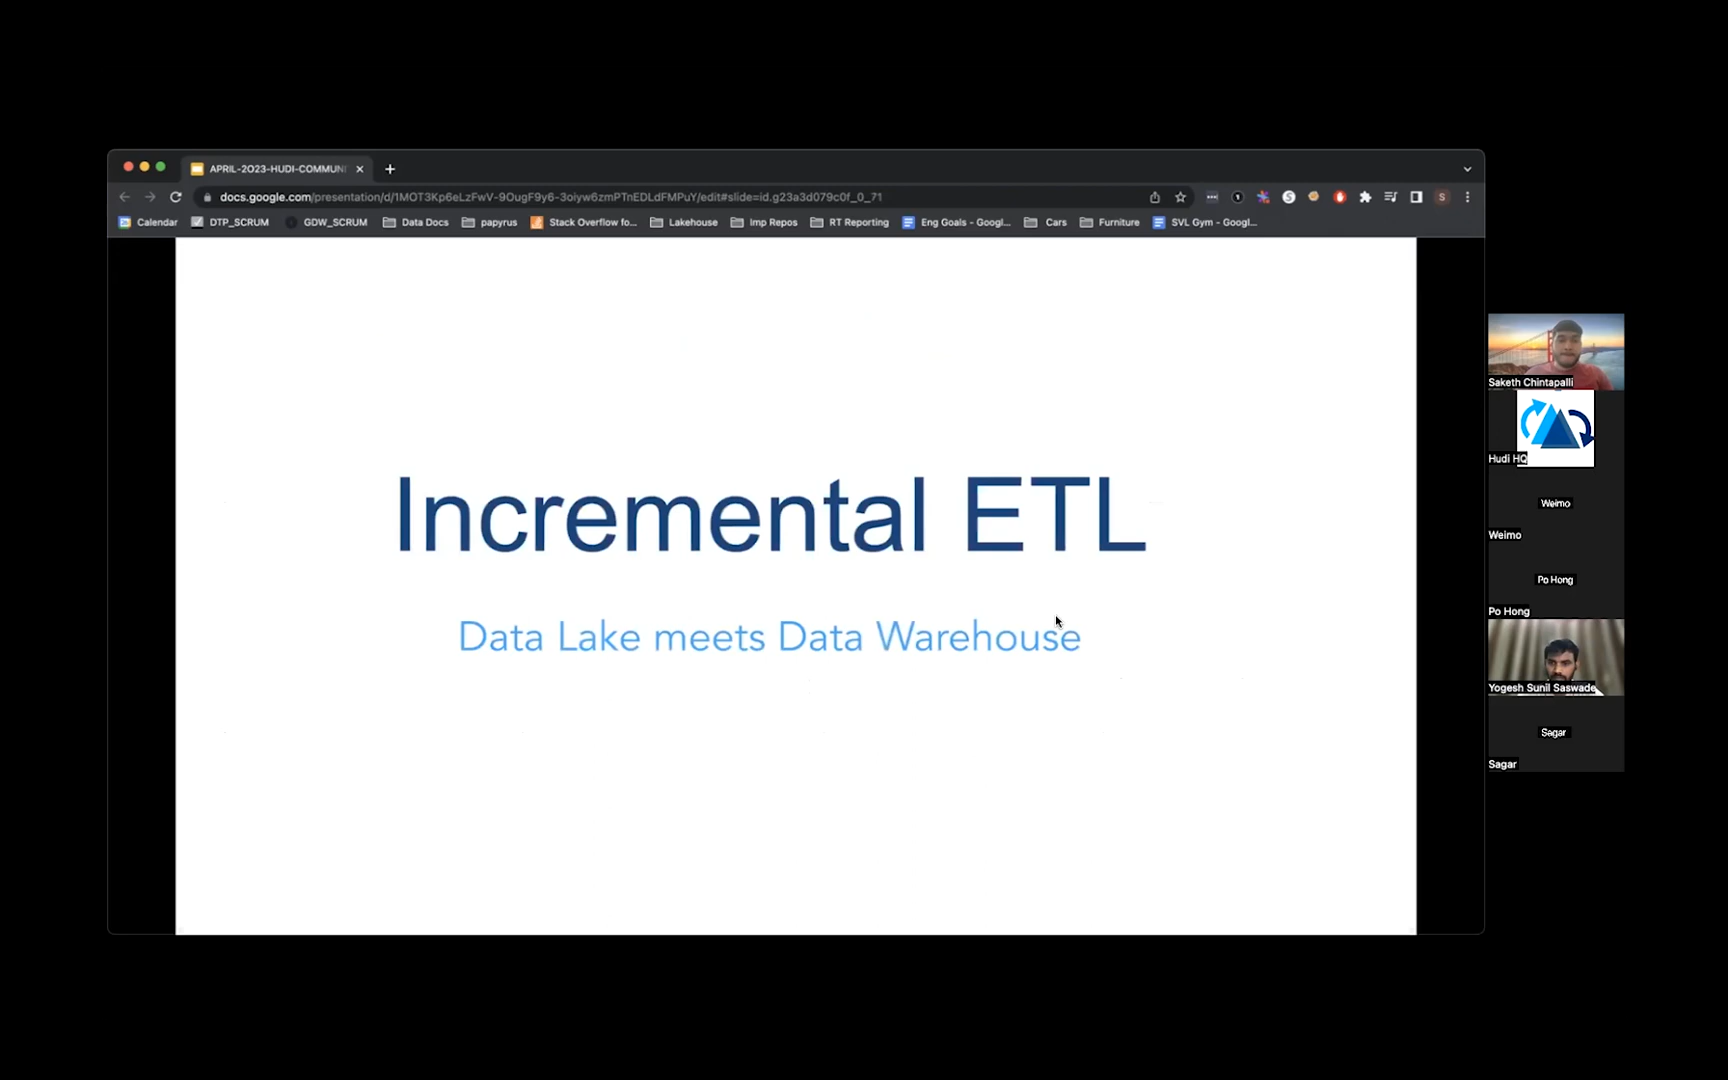 APRIL-2023-HUDI-COMMUNI
docs.google.com/presentation/d/1MOT3Kp6eLzFwV-9OugF9y6-3oiyw6zmPTnEDLdFMPuY/edit#slide=id.g23a3d079c0f_0_71
S
Calendar DTP_SCRUM GDW_SCRUM Data Docs papyrus Stack Overflow fo... Lakehouse Imp Repos RT Reporting Eng Goals - Googl... Cars Furniture SVL Gym - Googl...
Incremental ETL
Data Lake meets Data Warehouse
Saketh Chintapalli
Hudi HQ
Weimo
Weimo
Po Hong
Po Hong
Yogesh Sunil Saswade
Sagar
Sagar